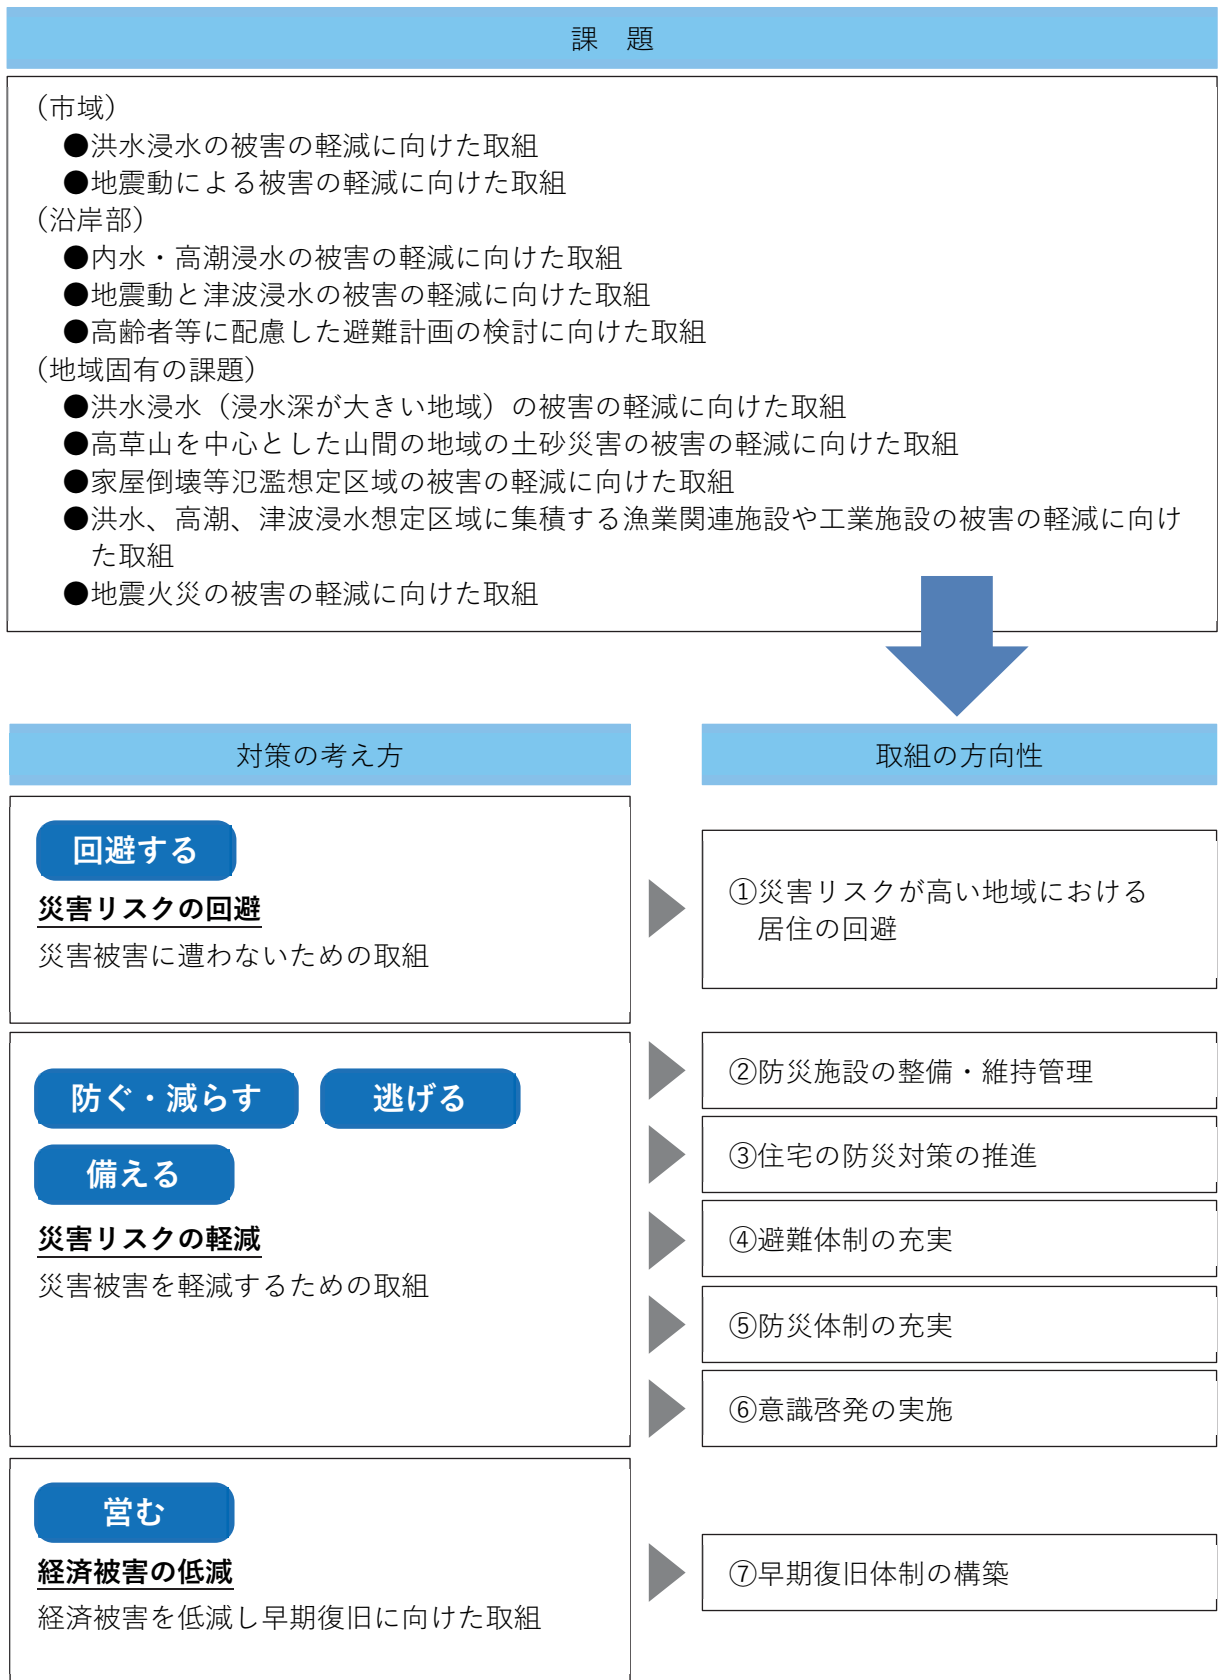 課　題
（市域）
●洪水浸水の被害の軽減に向けた取組
●地震動による被害の軽減に向けた取組
（沿岸部）
●内水・高潮浸水の被害の軽減に向けた取組
●地震動と津波浸水の被害の軽減に向けた取組
●高齢者等に配慮した避難計画の検討に向けた取組
（地域固有の課題）
●洪水浸水（浸水深が大きい地域）の被害の軽減に向けた取組
●高草山を中心とした山間の地域の土砂災害の被害の軽減に向けた取組
●家屋倒壊等氾濫想定区域の被害の軽減に向けた取組
●洪水、高潮、津波浸水想定区域に集積する漁業関連施設や工業施設の被害の軽減に向け
た取組
●地震火災の被害の軽減に向けた取組
対策の考え方
取組の方向性
回避する
災害リスクの回避
災害被害に遭わないための取組
①災害リスクが高い地域における
居住の回避
防ぐ・減らす
逃げる
備える
災害リスクの軽減
災害被害を軽減するための取組
②防災施設の整備・維持管理
③住宅の防災対策の推進
④避難体制の充実
⑤防災体制の充実
⑥意識啓発の実施
営む
経済被害の低減
経済被害を低減し早期復旧に向けた取組
⑦早期復旧体制の構築